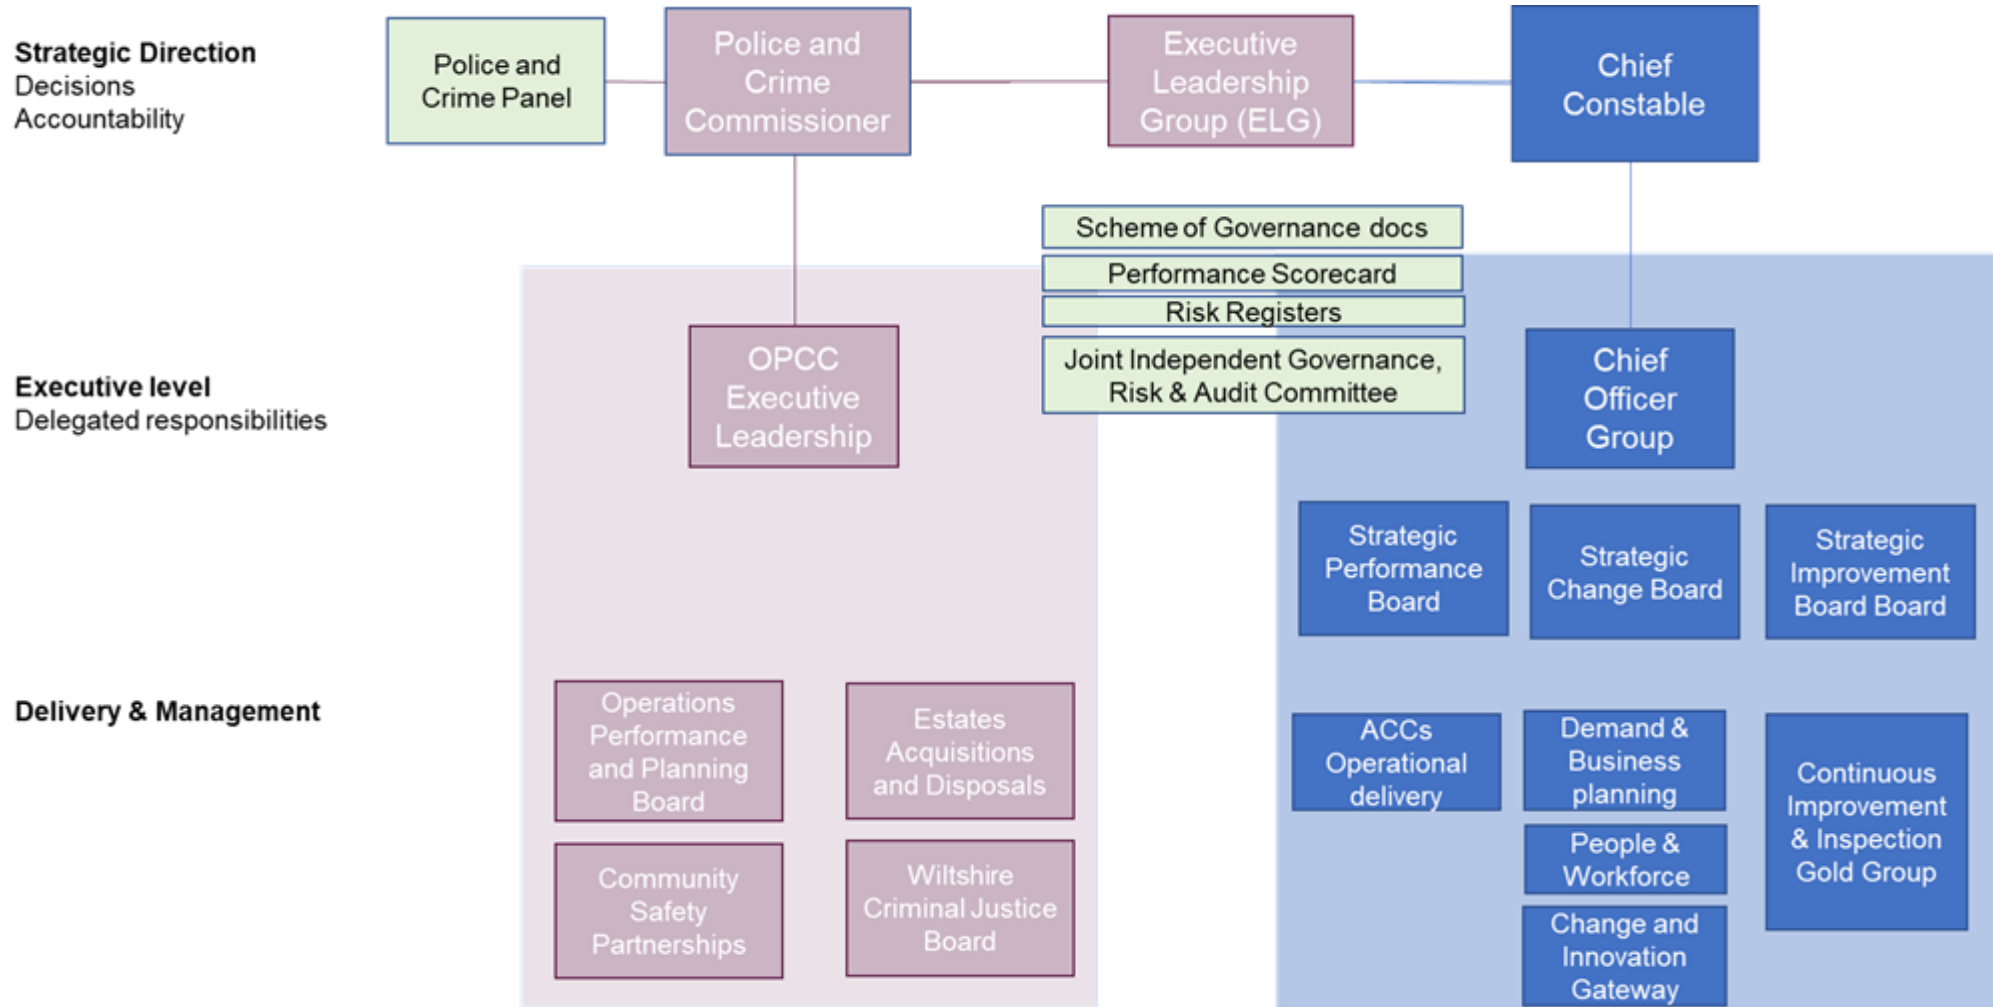 Strategic Direction
Decisions
Accountability
Police and
Crime Panel
Police and
Crime
Commissioner
Executive
Leadership
Group (ELG)
Chief
Constable
Scheme of Governance docs
Performance Scorecard
Risk Registers
Joint Independent Governance,
Risk & Audit Committee
Executive level
Delegated responsibilities
OPCC
Executive
Leadership
Chief
Officer
Group
Strategic
Performance
Board
Strategic
Change Board
Strategic
Improvement
Board Board
Delivery & Management
Operations
Performance
and Planning
Board
Estates
Acquisitions
and Disposals
Community
Safety
Partnerships
Wiltshire
Criminal Justice
Board
ACCs
Operational
delivery
Demand &
Business
planning
People &
Workforce
Change and
Innovation
Gateway
Continuous
Improvement
& Inspection
Gold Group